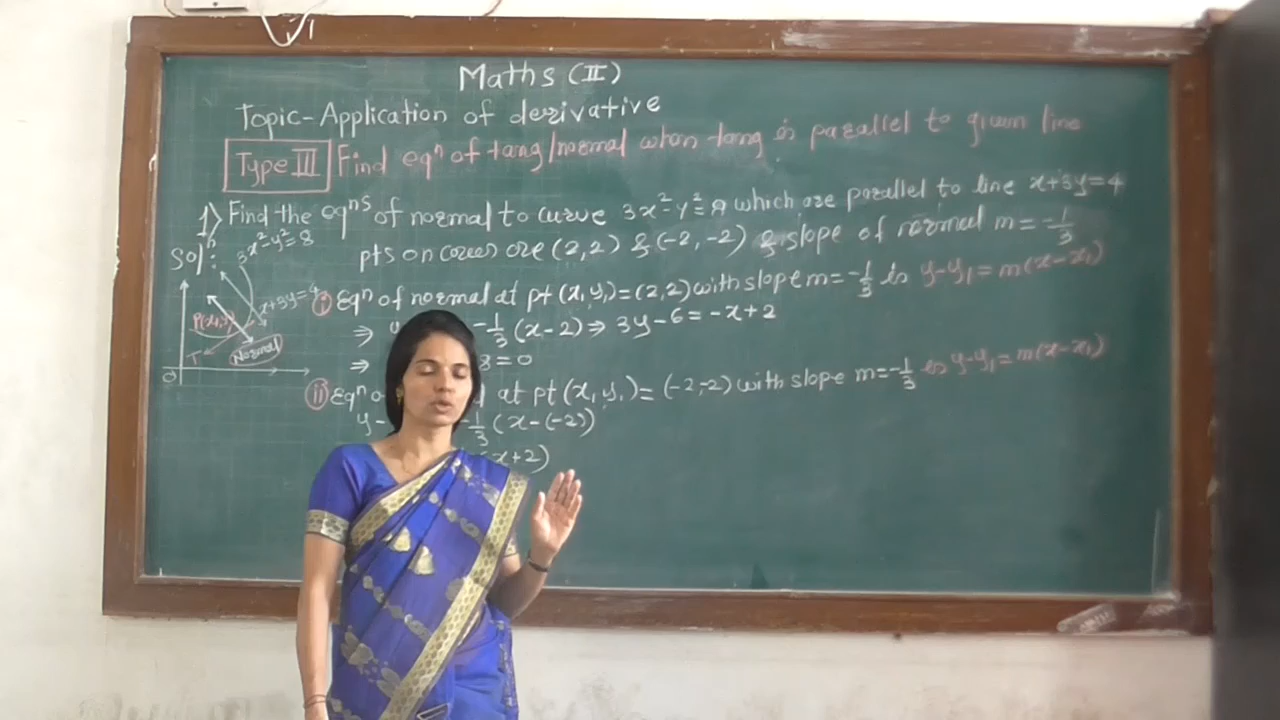 Maths (II)
Topic-Application of derivative
Type III Find eqⁿ of tang/normal when tang is parallel to given line
1) Find the eqⁿˢ of normal to curve 3x²-y²= which are parallel to line x+3y=4
Solⁿ:
3x²-y²=8
pts on are (2,2) & (-2,-2) & slope of normal m = -1/3
x+3y=4
P(x₁,y₁)
T
Normal
O
i) Eqⁿ of normal at pt (x₁y₁)=(2,2) with slope m = -1/3 is y-y₁ = m(x-x₁)
⇒ -1/3 (x-2) ⇒ 3y-6 = -x+2
⇒ 8=0
ii) Eqⁿ o at pt (x₁ y₁) = (-2,-2) with slope m=-1/3 is y-y₁ = m(x-x₁)
y- -1/3 (x-(-2))
(x+2)